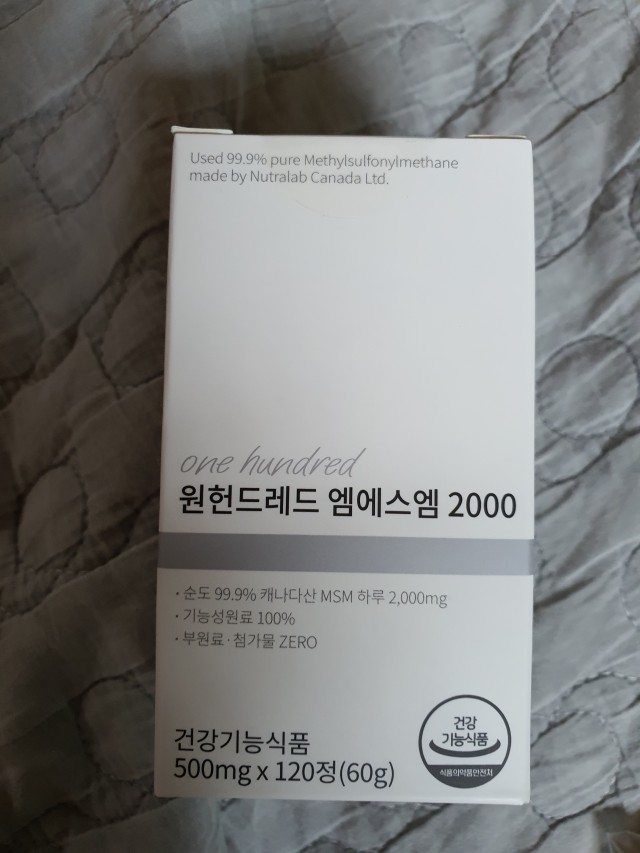 Used 99.9% pure Methylsulfonylmethane
made by Nutralab Canada Ltd.
one hundred
원헌드레드 엠에스엠 2000
· 순도 99.9% 캐나다산 MSM 하루 2,000mg
· 기능성원료 100%
· 부원료·첨가물 ZERO
건강기능식품
500mg x 120정(60g)
건강
기능식품
식품의약품안전처